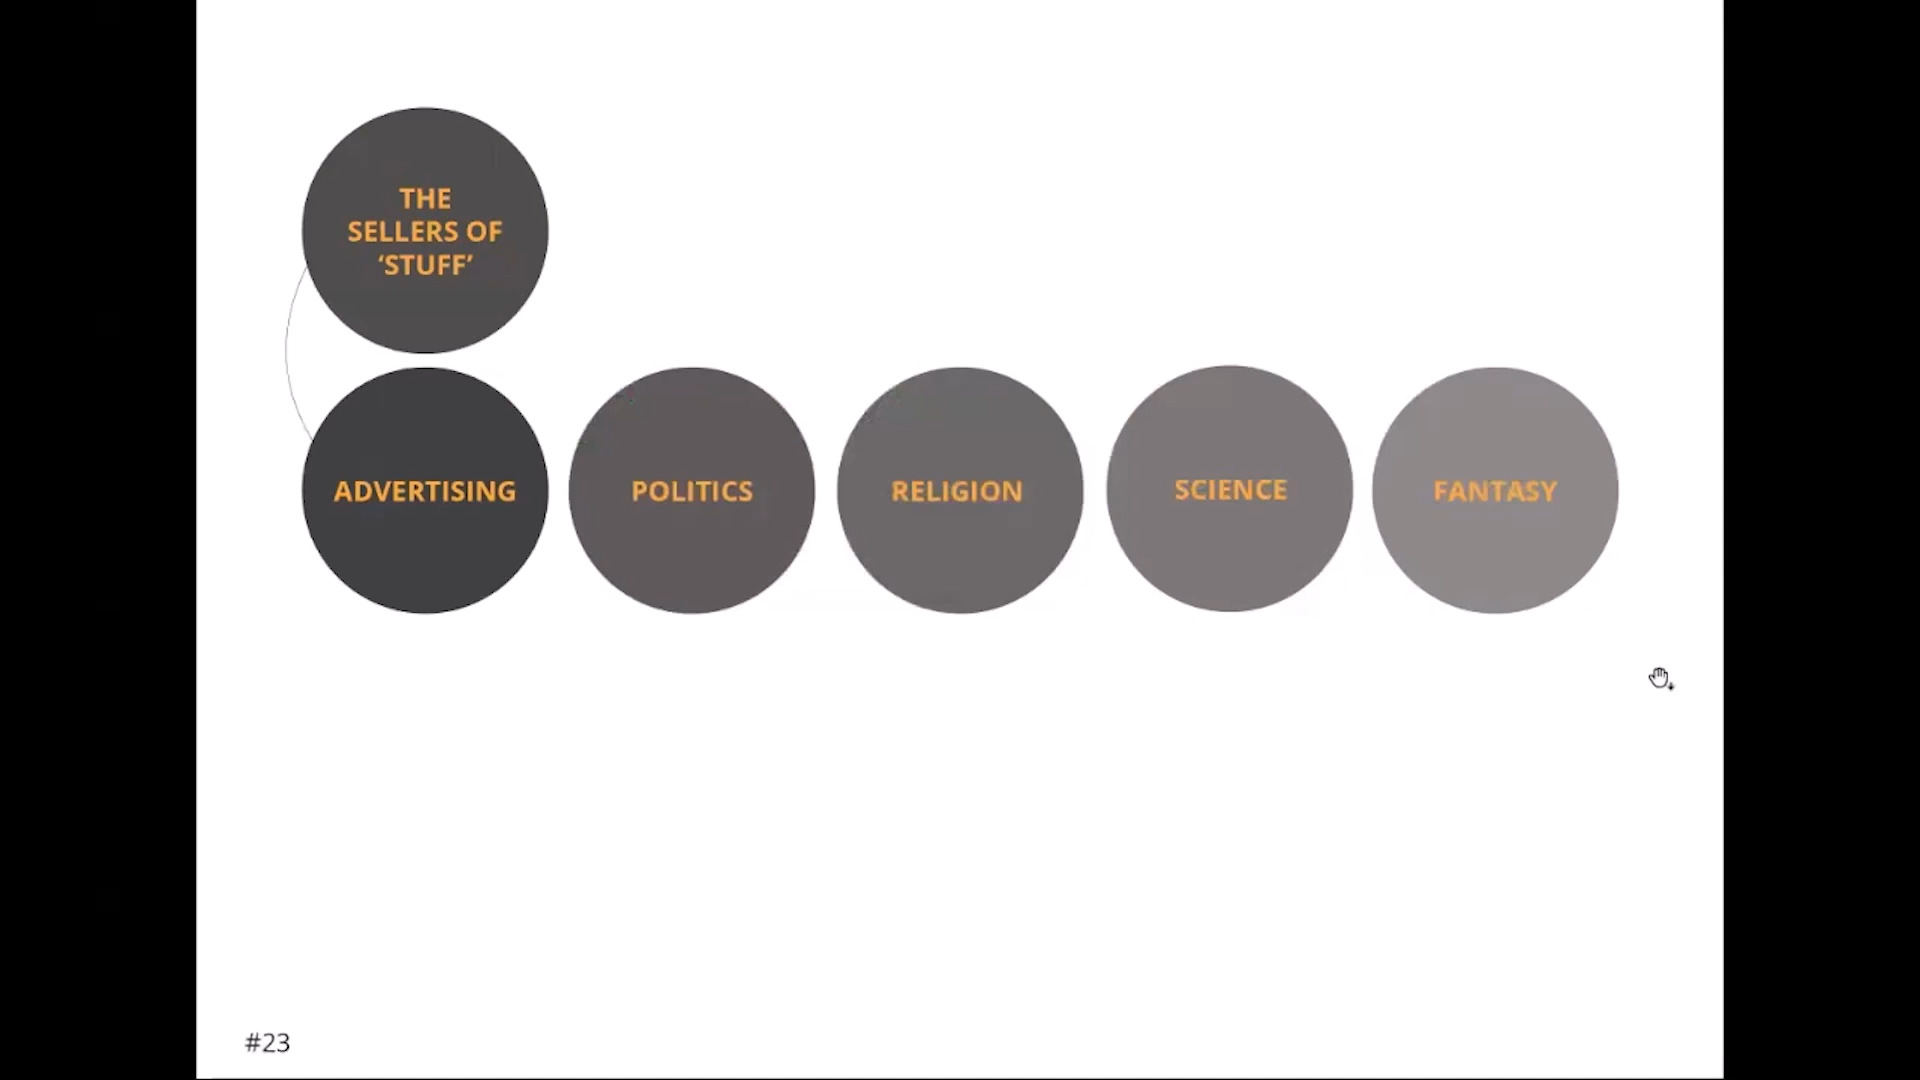 THE
SELLERS OF
‘STUFF’
ADVERTISING
POLITICS
RELIGION
SCIENCE
FANTASY
#23